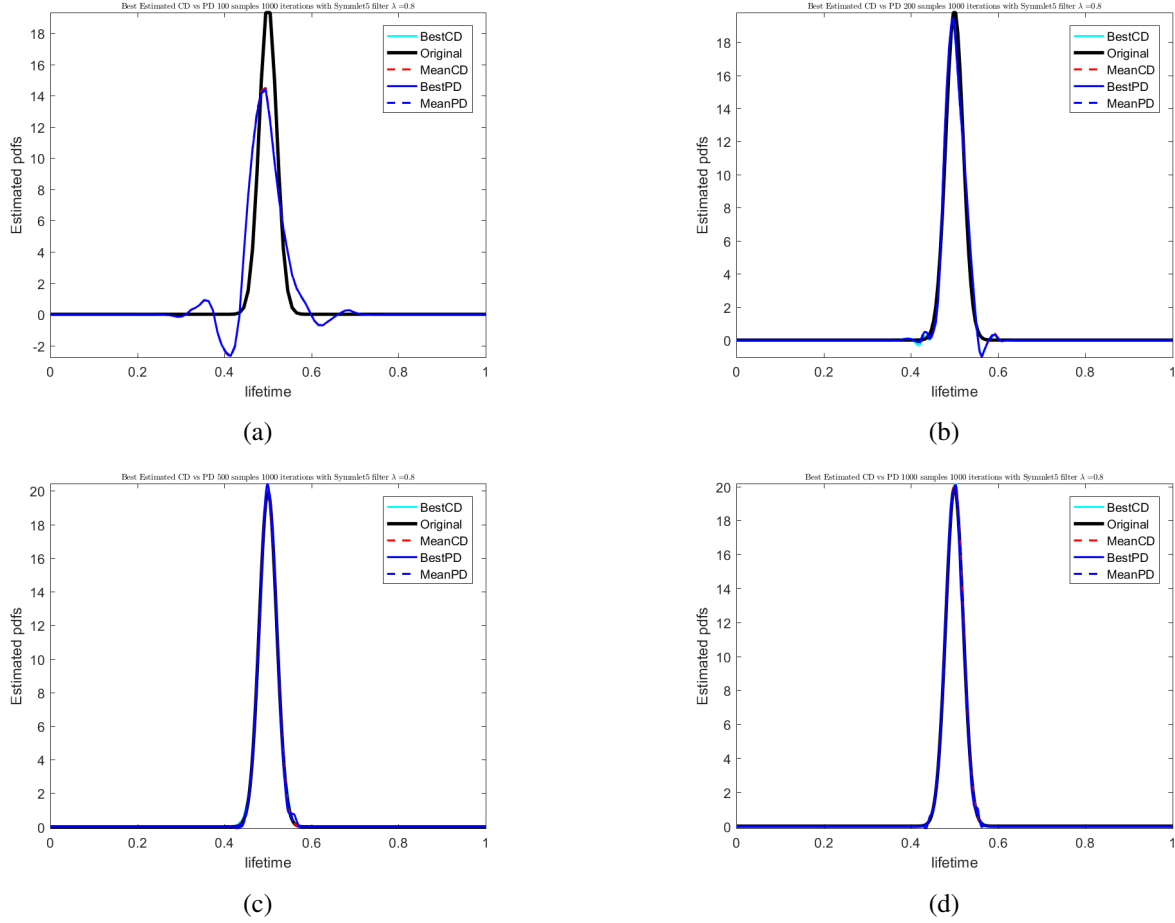 Best Estimated CD vs PD 100 samples 1000 iterations with Symmlet5 filter λ =0.8
18
16
14
12
10
8
6
4
2
0
-2
Estimated pdfs
BestCD
Original
MeanCD
BestPD
MeanPD
0 0.2 0.4 0.6 0.8 1
lifetime
(a)
Best Estimated CD vs PD 200 samples 1000 iterations with Symmlet5 filter λ =0.8
18
16
14
12
10
8
6
4
2
0
Estimated pdfs
BestCD
Original
MeanCD
BestPD
MeanPD
0 0.2 0.4 0.6 0.8 1
lifetime
(b)
Best Estimated CD vs PD 500 samples 1000 iterations with Symmlet5 filter λ =0.8
20
18
16
14
12
10
8
6
4
2
0
Estimated pdfs
BestCD
Original
MeanCD
BestPD
MeanPD
0 0.2 0.4 0.6 0.8 1
lifetime
(c)
Best Estimated CD vs PD 1000 samples 1000 iterations with Symmlet5 filter λ =0.8
20
18
16
14
12
10
8
6
4
2
0
Estimated pdfs
BestCD
Original
MeanCD
BestPD
MeanPD
0 0.2 0.4 0.6 0.8 1
lifetime
(d)